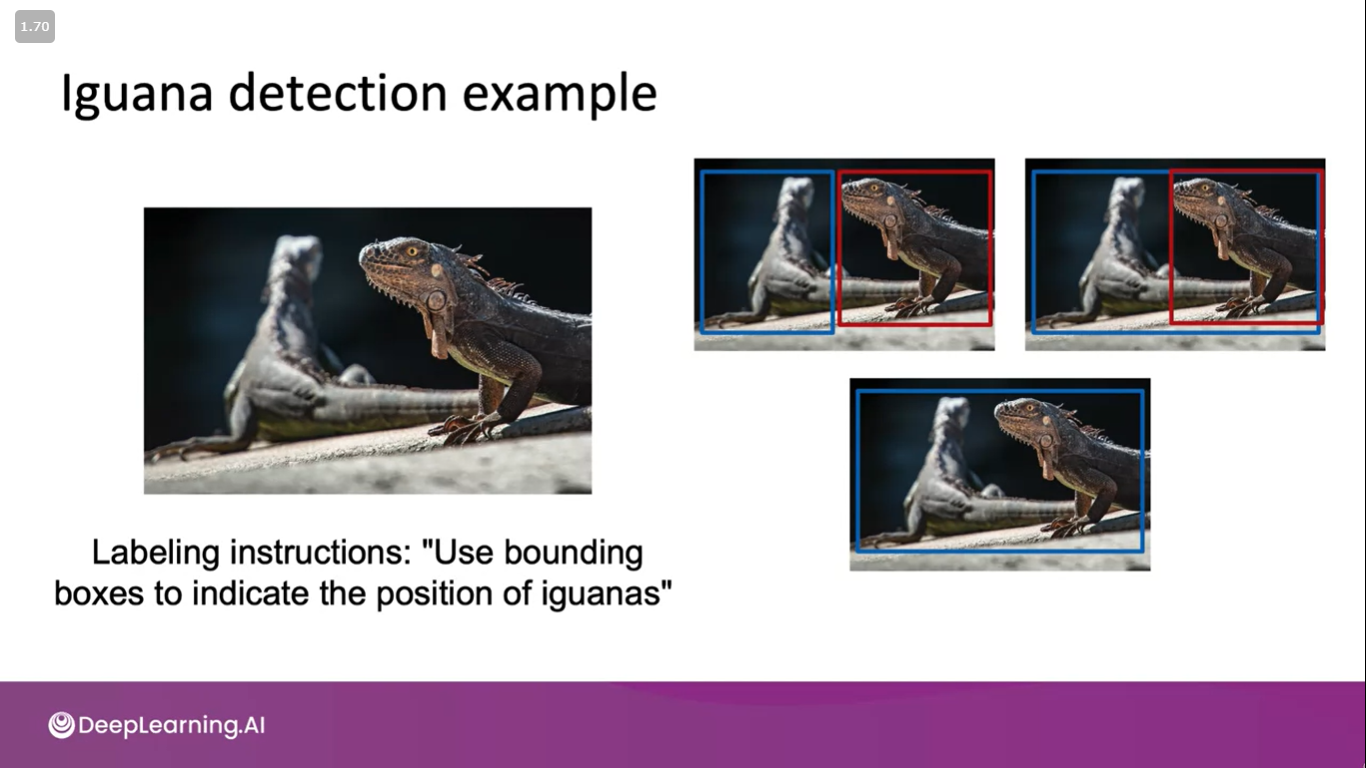 1.70
Iguana detection example
Labeling instructions: "Use bounding
boxes to indicate the position of iguanas"
DeepLearning.AI